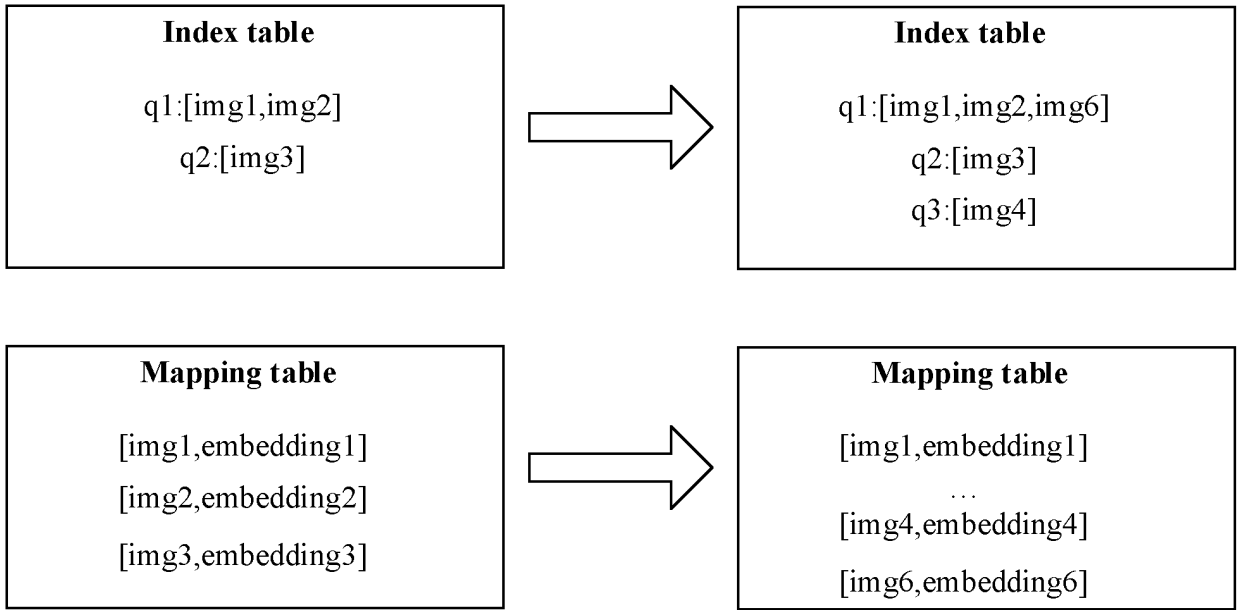 Index table
q1:[img1,img2]
q2:[img3]
Index table
q1:[img1,img2,img6]
q2:[img3]
q3:[img4]
Mapping table
[img1,embedding1]
[img2,embedding2]
[img3,embedding3]
Mapping table
[img1,embedding1]
...
[img4,embedding4]
[img6,embedding6]